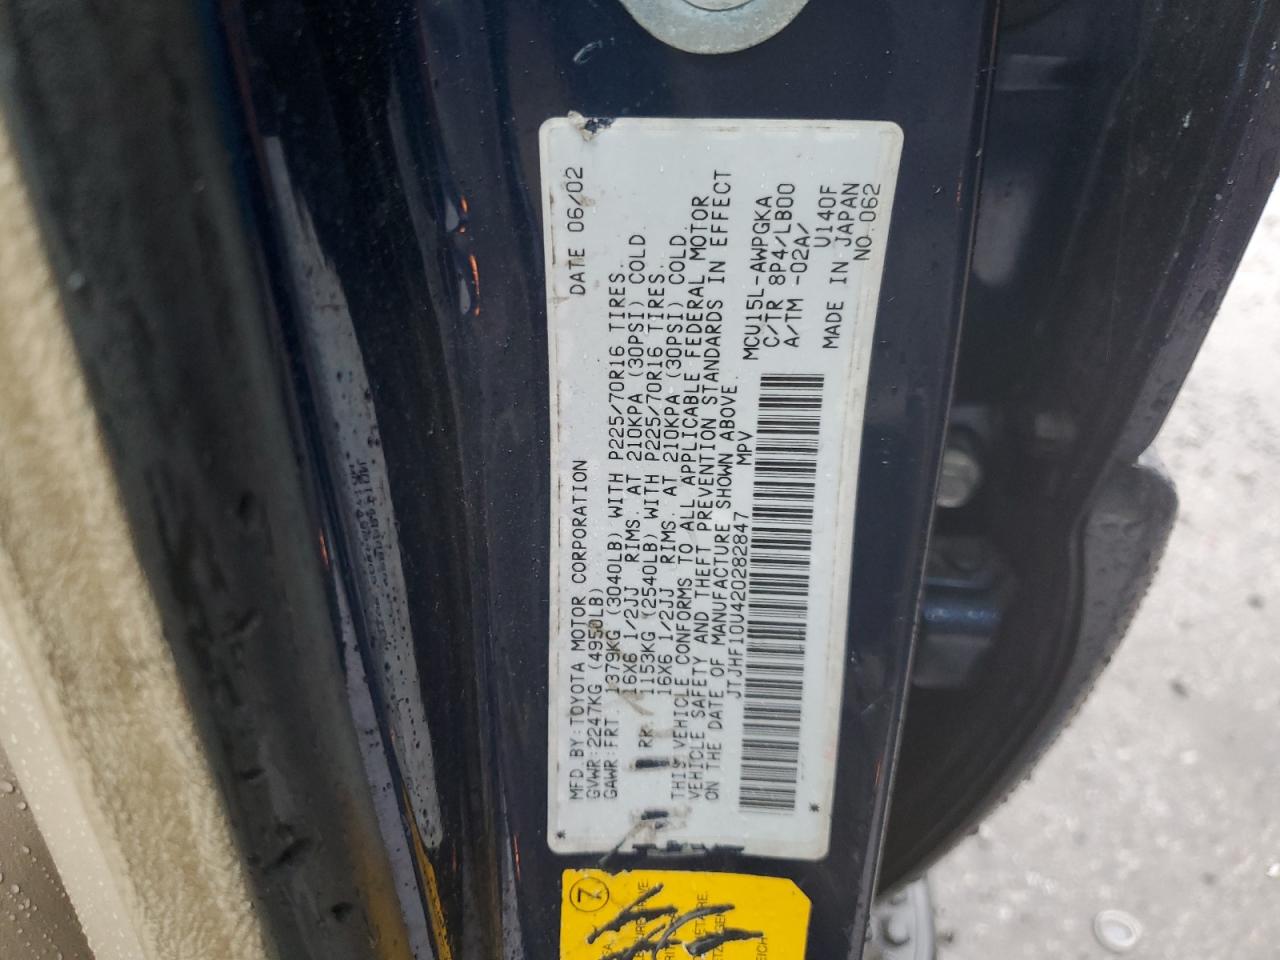 MFD. BY: TOYOTA MOTOR CORPORATION DATE 06/02
GVWR: 2247KG (4950LB)
GAWR: FRT. 1379KG (3040LB) WITH P225/70R16 TIRES.
16X6 1/2JJ RIMS. AT 210KPA (30PSI) COLD.
RR. 1153KG (2540LB) WITH P225/70R16 TIRES.
16X6 1/2JJ RIMS. AT 210KPA (30PSI) COLD.
THIS VEHICLE CONFORMS TO ALL APPLICABLE FEDERAL MOTOR
VEHICLE SAFETY AND THEFT PREVENTION STANDARDS IN EFFECT
ON THE DATE OF MANUFACTURE SHOWN ABOVE.
JTJHF10U420282847 MPV
MCU15L-AWPGKA
C/TR 8P4/LB00
A/TM -02A/
U140F
MADE IN JAPAN
NO.062
* *
7